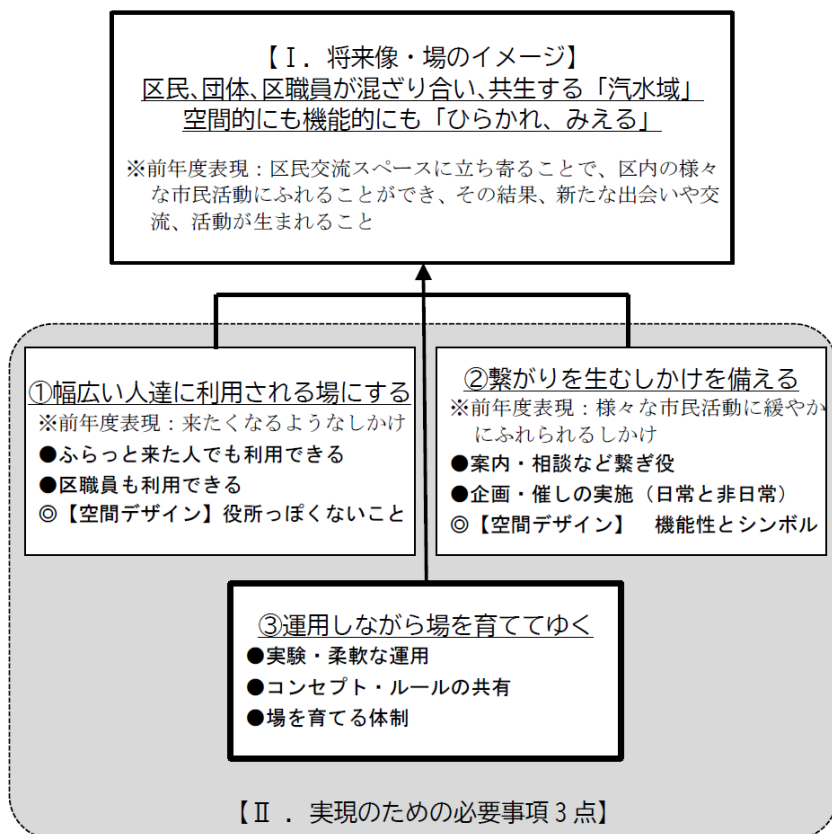 【Ⅰ．将来像・場のイメージ】
区民、団体、区職員が混ざり合い、共生する「汽水域」
空間的にも機能的にも「ひらかれ、みえる」
※前年度表現：区民交流スペースに立ち寄ることで、区内の様々
な市民活動にふれることができ、その結果、新たな出会いや交
流、活動が生まれること
①幅広い人達に利用される場にする
※前年度表現：来たくなるようなしかけ
●ふらっと来た人でも利用できる
●区職員も利用できる
◎【空間デザイン】役所っぽくないこと
②繋がりを生むしかけを備える
※前年度表現：様々な市民活動に緩やか
にふれられるしかけ
●案内・相談など繋ぎ役
●企画・催しの実施（日常と非日常）
◎【空間デザイン】　機能性とシンボル
③運用しながら場を育ててゆく
●実験・柔軟な運用
●コンセプト・ルールの共有
●場を育てる体制
【Ⅱ ．実現のための必要事項３点】